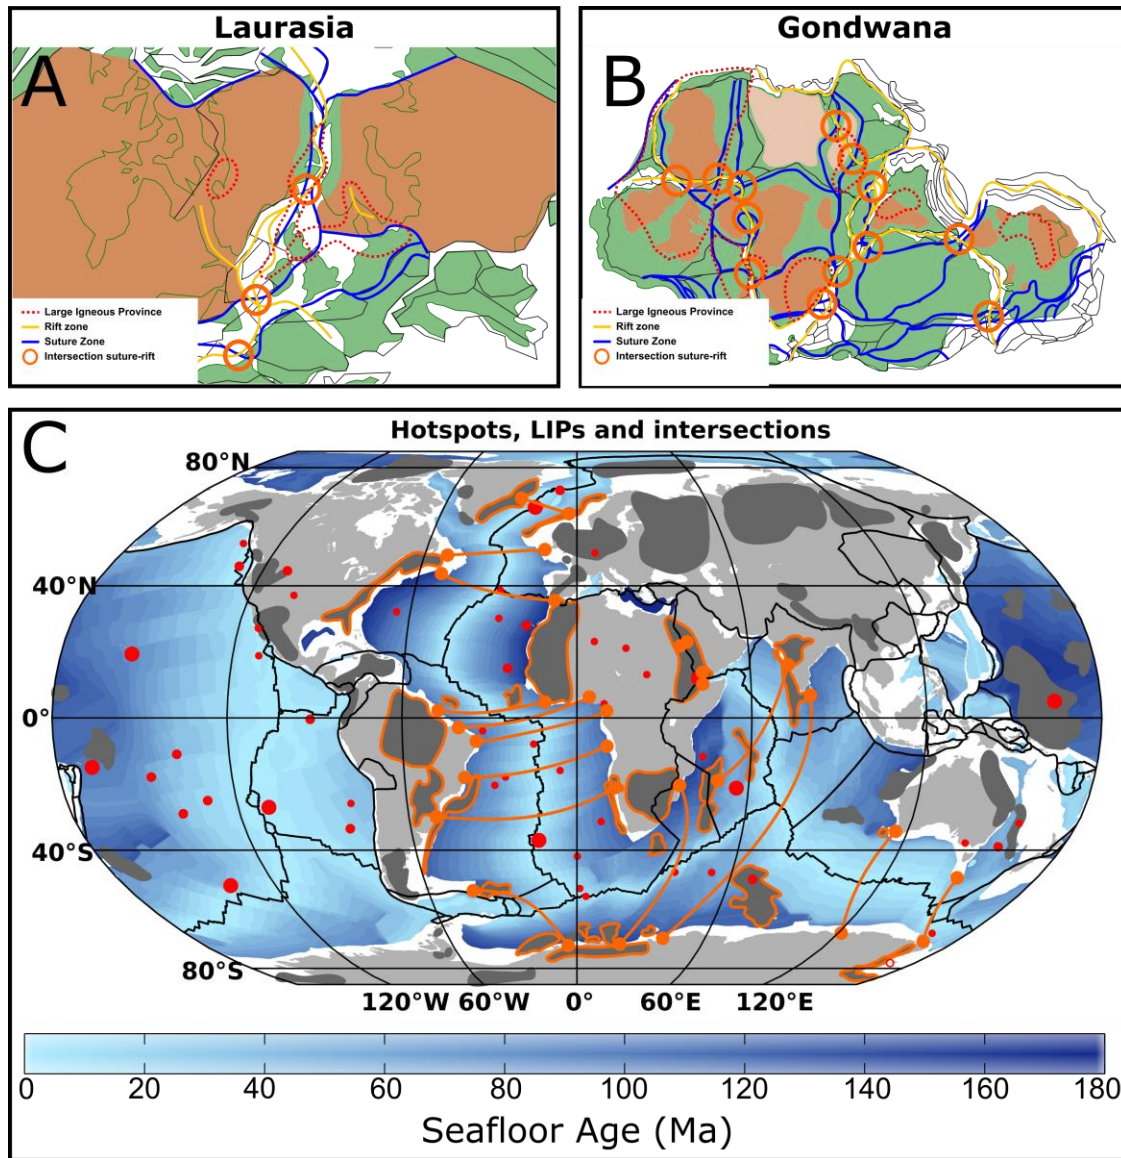 Laurasia
A
Large Igneous Province
Rift zone
Suture Zone
Intersection suture-rift
Gondwana
B
Large Igneous Province
Rift zone
Suture Zone
Intersection suture-rift
C
Hotspots, LIPs and intersections
80°N
40°N
0°
40°S
80°S
120°W 60°W 0° 60°E 120°E
0 20 40 60 80 100 120 140 160 180
Seafloor Age (Ma)